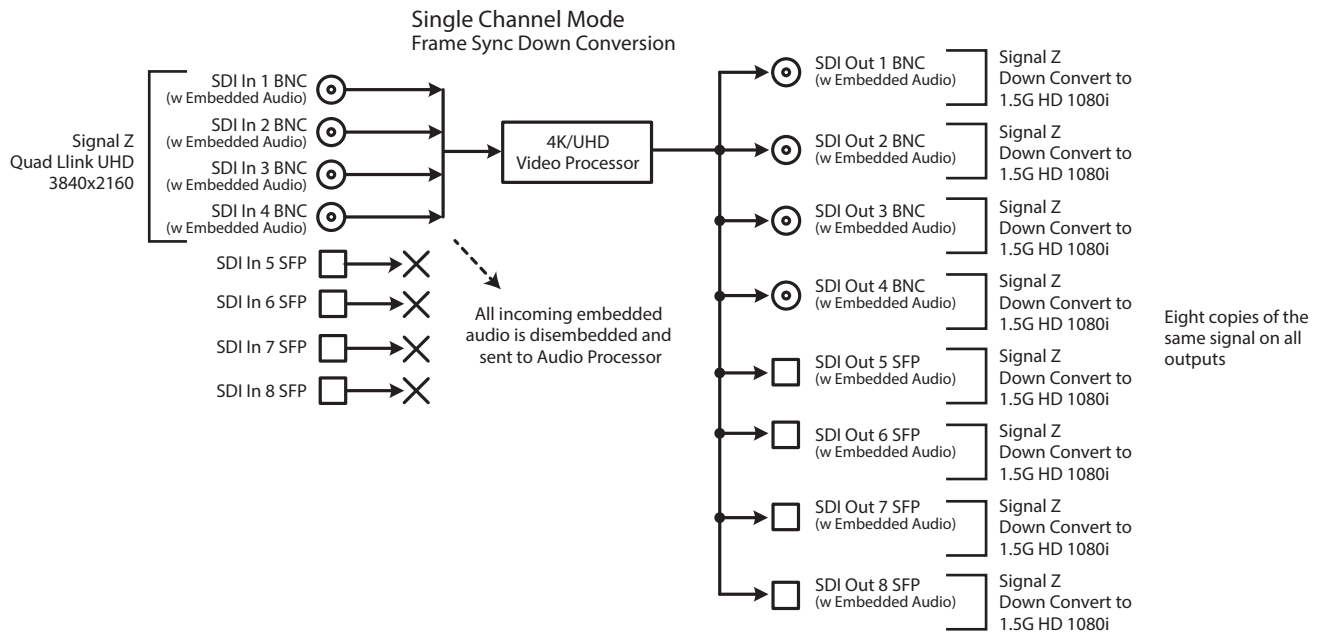 Single Channel Mode
Frame Sync Down Conversion
Signal Z
Quad Llink UHD
3840x2160
SDI In 1 BNC
(w Embedded Audio)
SDI In 2 BNC
(w Embedded Audio)
SDI In 3 BNC
(w Embedded Audio)
SDI In 4 BNC
(w Embedded Audio)
SDI In 5 SFP
SDI In 6 SFP
SDI In 7 SFP
SDI In 8 SFP
4K/UHD
Video Processor
All incoming embedded
audio is disembedded and
sent to Audio Processor
SDI Out 1 BNC
(w Embedded Audio)
Signal Z
Down Convert to
1.5G HD 1080i
SDI Out 2 BNC
(w Embedded Audio)
Signal Z
Down Convert to
1.5G HD 1080i
SDI Out 3 BNC
(w Embedded Audio)
Signal Z
Down Convert to
1.5G HD 1080i
SDI Out 4 BNC
(w Embedded Audio)
Signal Z
Down Convert to
1.5G HD 1080i
SDI Out 5 SFP
(w Embedded Audio)
Signal Z
Down Convert to
1.5G HD 1080i
SDI Out 6 SFP
(w Embedded Audio)
Signal Z
Down Convert to
1.5G HD 1080i
SDI Out 7 SFP
(w Embedded Audio)
Signal Z
Down Convert to
1.5G HD 1080i
SDI Out 8 SFP
(w Embedded Audio)
Signal Z
Down Convert to
1.5G HD 1080i
Eight copies of the
same signal on all
outputs